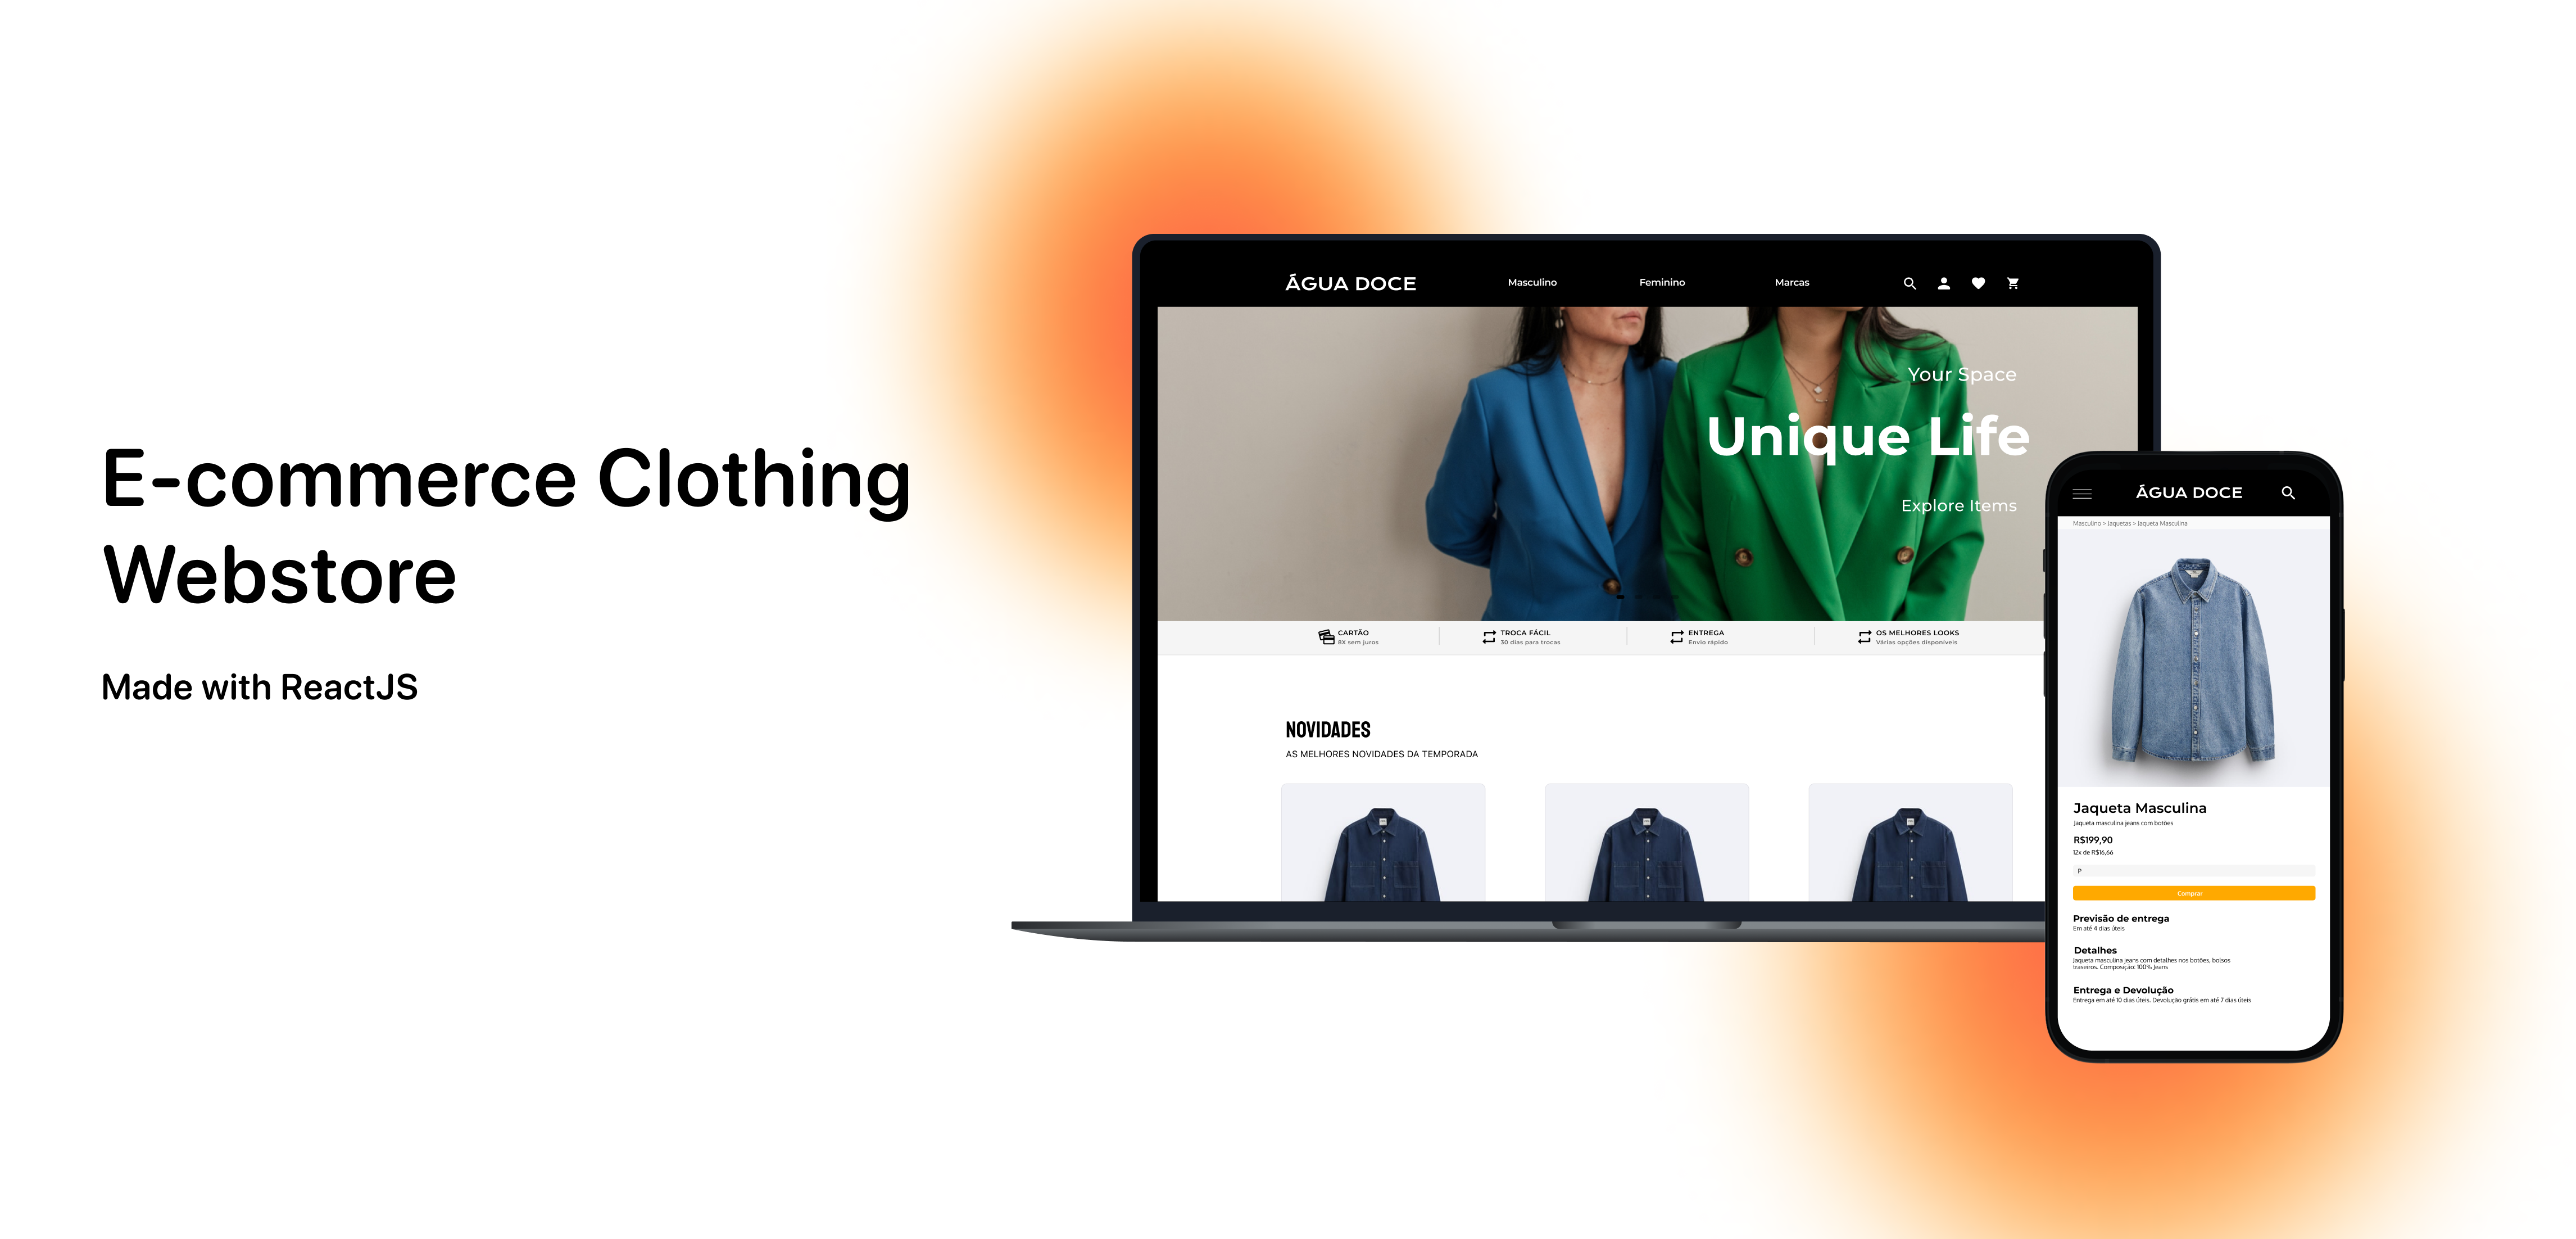 E-commerce Clothing
Webstore
Made with ReactJS
ÁGUA DOCE
Masculino
Feminino
Marcas
Your Space
Unique Life
Explore Items
CARTÃO
8X sem juros
TROCA FÁCIL
30 dias para trocas
ENTREGA
Envio rápido
OS MELHORES LOOKS
Várias opções disponíveis
NOVIDADES
AS MELHORES NOVIDADES DA TEMPORADA
ÁGUA DOCE
Masculino > Jaquetas > Jaqueta Masculina
Jaqueta Masculina
Jaqueta masculina jeans com botões
R$199,90
12x de R$16,66
P
Comprar
Previsão de entrega
Em até 4 dias úteis
Detalhes
Jaqueta masculina jeans com detalhes nos botões, bolsos
traseiros. Composição: 100% Jeans
Entrega e Devolução
Entrega em até 10 dias úteis. Devolução grátis em até 7 dias úteis